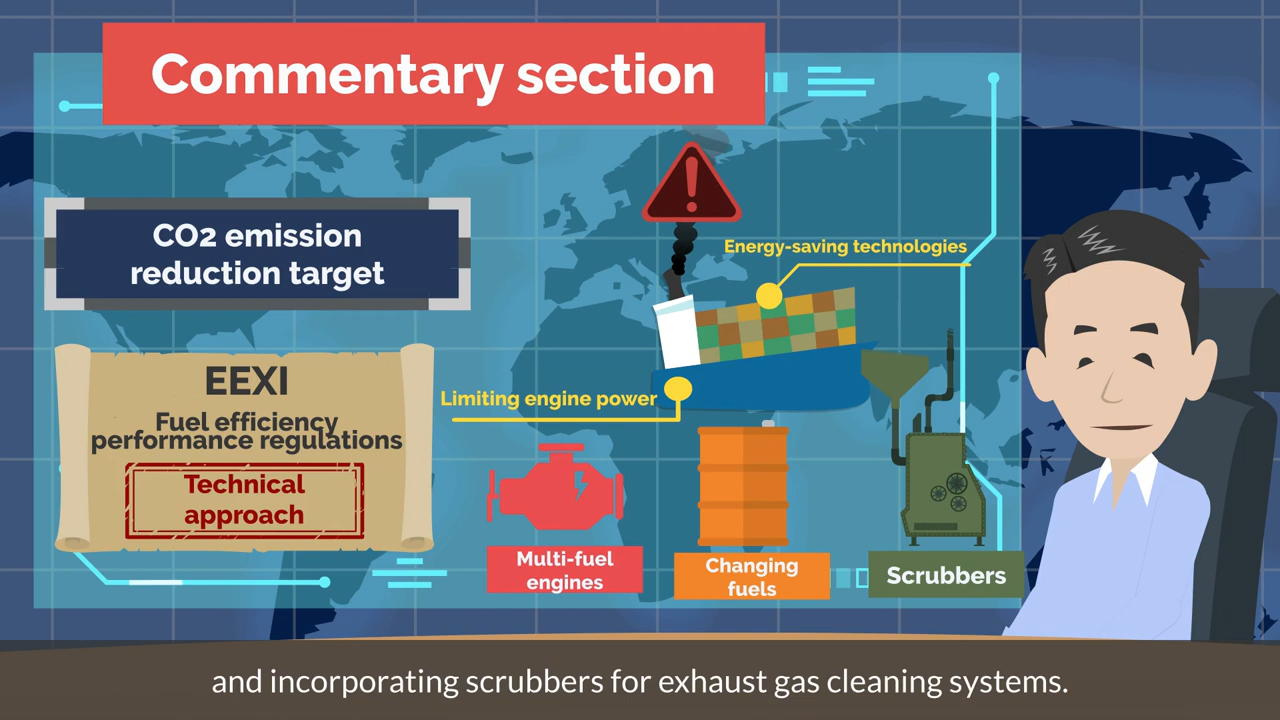 Commentary section
CO2 emission
reduction target
EEXI
Fuel efficiency
performance regulations
Technical
approach
Energy-saving technologies
Limiting engine power
Multi-fuel
engines
Changing
fuels
Scrubbers
and incorporating scrubbers for exhaust gas cleaning systems.